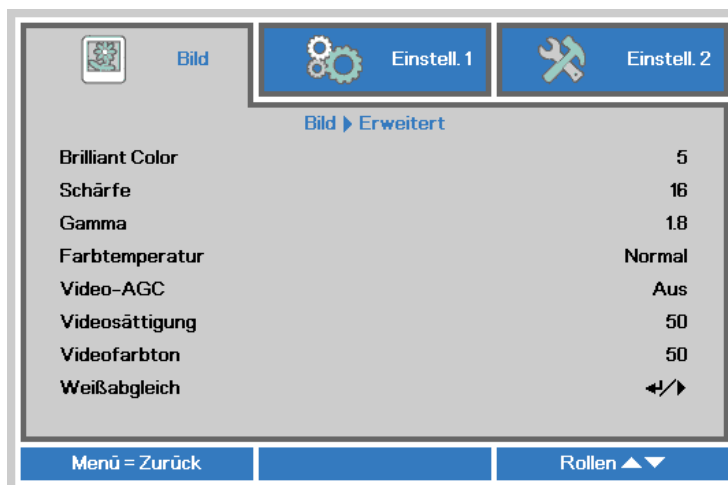 Bild Einstell. 1 Einstell. 2
Bild ▶ Erweitert
Brilliant Color 5
Schärfe 16
Gamma 1.8
Farbtemperatur Normal
Video-AGC Aus
Videosättigung 50
Videofarbton 50
Weißabgleich ↵/▶
Menü = Zurück Rollen ▲▼